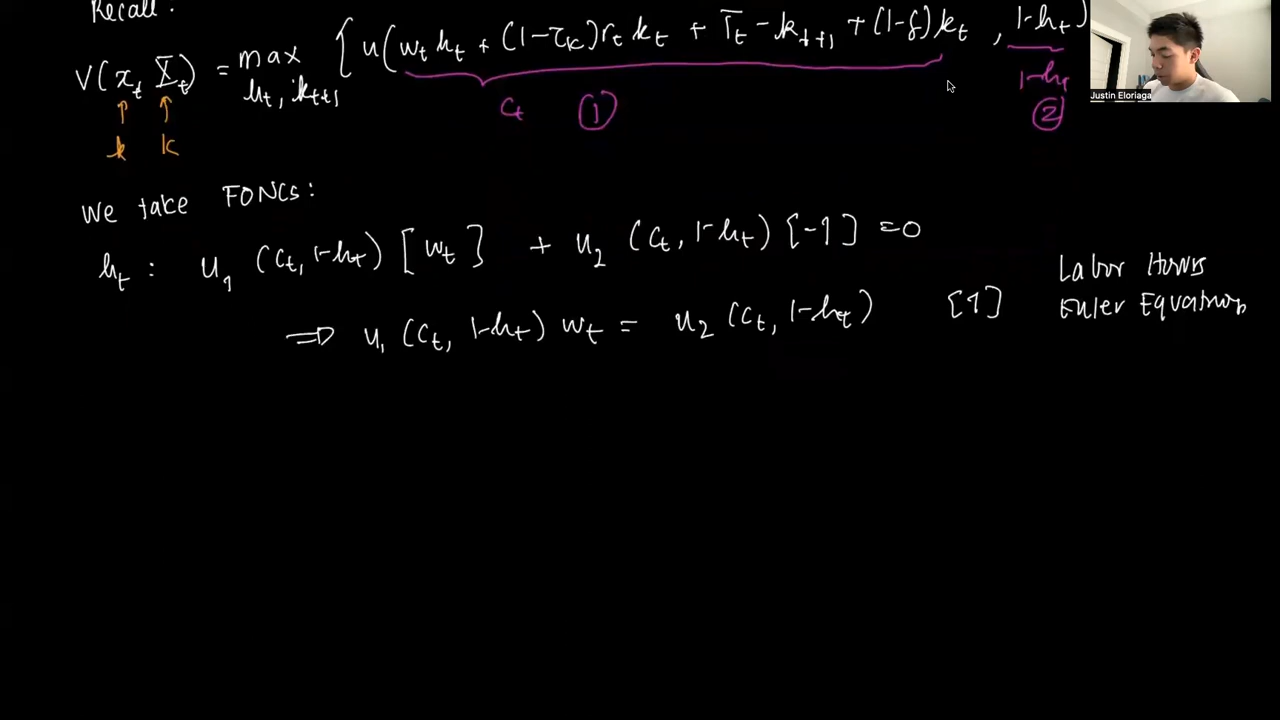 Recall:
V(x_t X_t) = max { u( w_t h_t + (1-τ_k) r_t k_t + T_t - k_{t+1} + (1-δ) k_t , 1-h_t )
h_t, k_{t+1}
c_t ① 1-h_t ②
k K
We take FONCs:
h_t : u_1 (c_t, 1-h_t) [w_t] + u_2 (c_t, 1-h_t) [-1] = 0
⟹ u_1 (c_t, 1-h_t) w_t = u_2 (c_t, 1-h_t) [1]
Labor Hours
Euler Equation
Justin Eloriaga